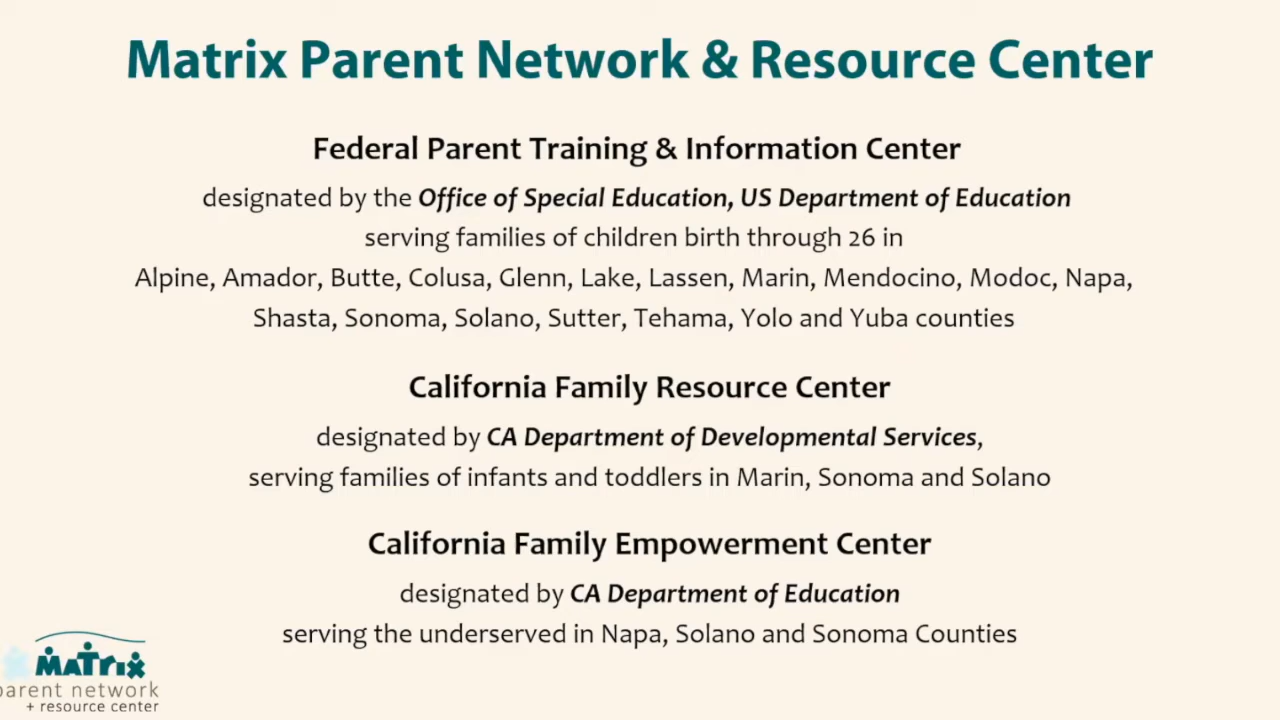 Matrix Parent Network & Resource Center
Federal Parent Training & Information Center
designated by the Office of Special Education, US Department of Education
serving families of children birth through 26 in
Alpine, Amador, Butte, Colusa, Glenn, Lake, Lassen, Marin, Mendocino, Modoc, Napa,
Shasta, Sonoma, Solano, Sutter, Tehama, Yolo and Yuba counties
California Family Resource Center
designated by CA Department of Developmental Services,
serving families of infants and toddlers in Marin, Sonoma and Solano
California Family Empowerment Center
designated by CA Department of Education
serving the underserved in Napa, Solano and Sonoma Counties
MATrix
parent network
+ resource center